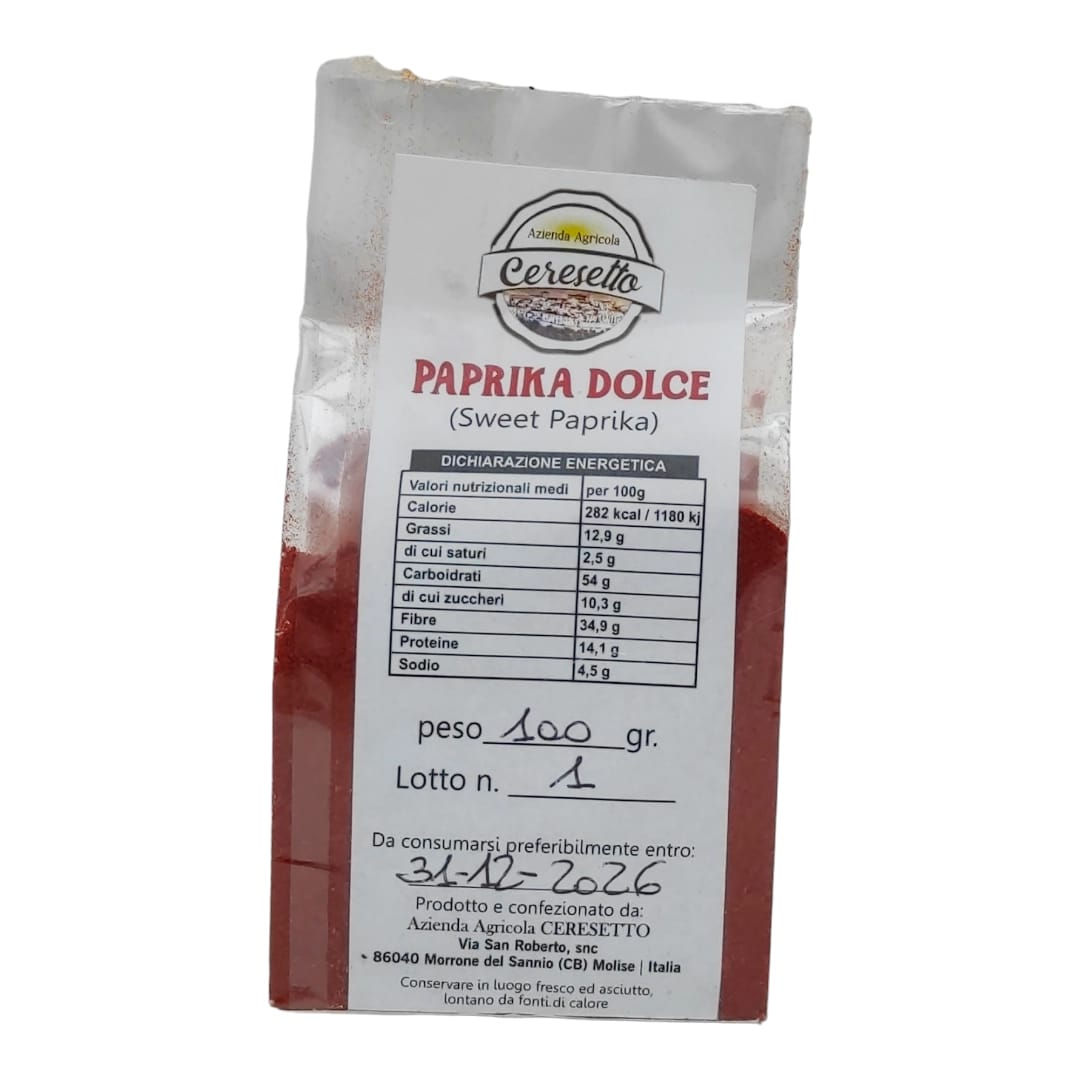 Azienda Agricola
Ceresetto
PAPRIKA DOLCE
(Sweet Paprika)
DICHIARAZIONE ENERGETICA
Valori nutrizionali medi per 100g
Calorie 282 kcal / 1180 kj
Grassi 12,9 g
di cui saturi 2,5 g
Carboidrati 54 g
di cui zuccheri 10,3 g
Fibre 34,9 g
Proteine 14,1 g
Sodio 4,5 g
peso 100 gr.
Lotto n. 1
Da consumarsi preferibilmente entro:
31-12-2026
Prodotto e confezionato da:
Azienda Agricola CERESETTO
Via San Roberto, snc
86040 Morrone del Sannio (CB) Molise | Italia
Conservare in luogo fresco ed asciutto,
lontano da fonti di calore